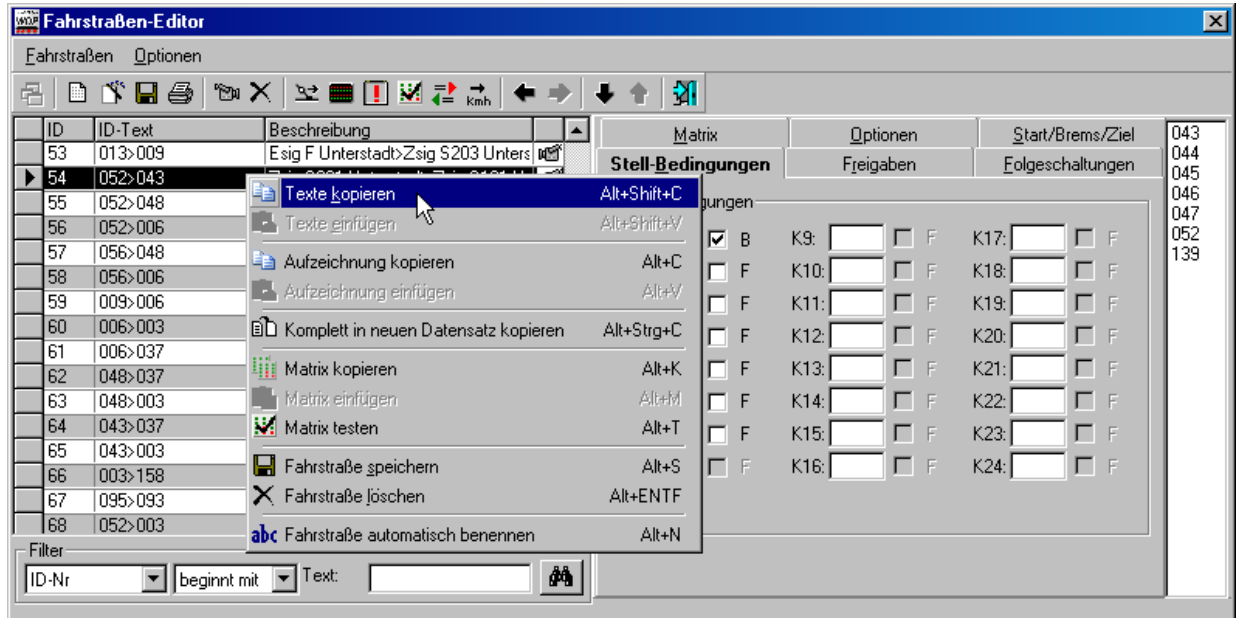 Fahrstraßen-Editor
Fahrstraßen Optionen
Kmh
ID ID-Text Beschreibung
53 013>009 Esig F Unterstadt>Zsig S203 Unters
54 052>043
55 052>048
56 052>006
57 056>048
58 056>006
59 009>006
60 006>003
61 006>037
62 048>037
63 048>003
64 043>037
65 043>003
66 003>158
67 095>093
68 052>003
Texte kopieren Alt+Shift+C
Texte einfügen Alt+Shift+V
Aufzeichnung kopieren Alt+C
Aufzeichnung einfügen Alt+V
Komplett in neuen Datensatz kopieren Alt+Strg+C
Matrix kopieren Alt+K
Matrix einfügen Alt+M
Matrix testen Alt+T
Fahrstraße speichern Alt+S
Fahrstraße löschen Alt+ENTF
abc Fahrstraße automatisch benennen Alt+N
Filter
ID-Nr beginnt mit Text:
Matrix Optionen Start/Brems/Ziel
Stell-Bedingungen Freigaben Folgeschaltungen
jungen
B K9: F K17: F
F K10: F K18: F
F K11: F K19: F
F K12: F K20: F
F K13: F K21: F
F K14: F K22: F
F K15: F K23: F
F K16: F K24: F
043
044
045
046
047
052
139